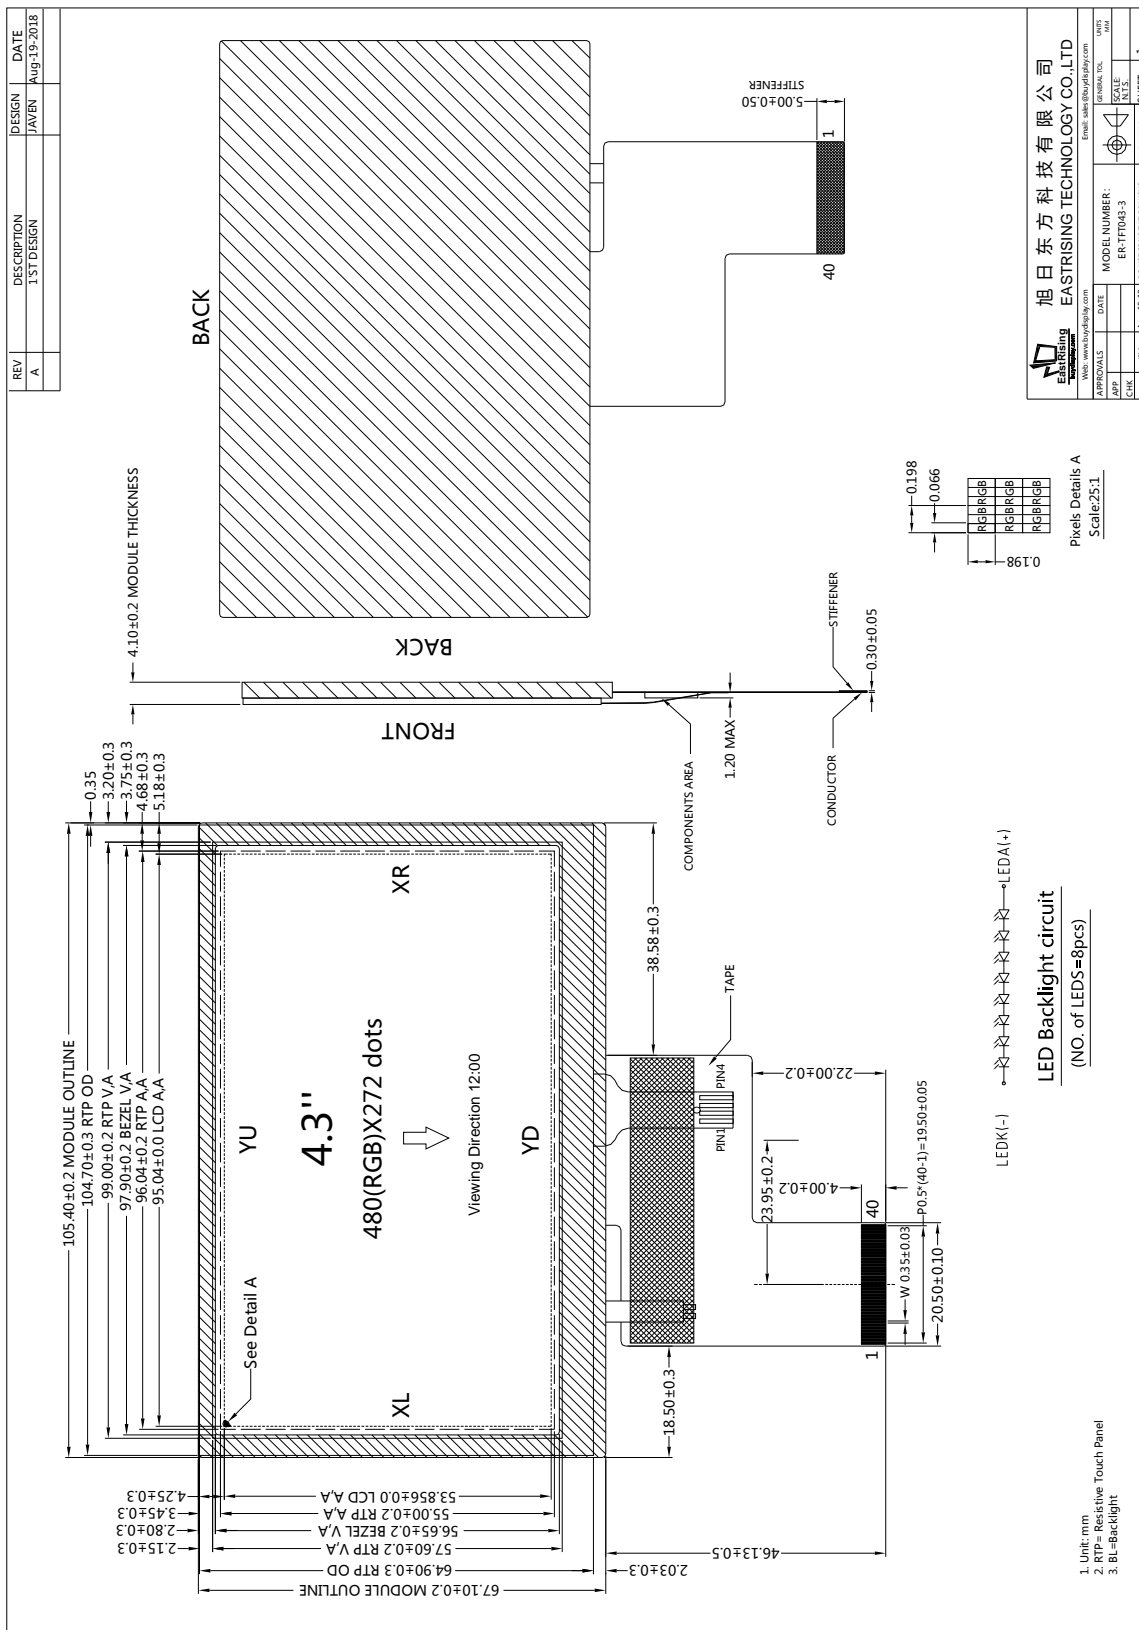 REV
DESCRIPTION
DESIGN
DATE
A
1'ST DESIGN
JAVEN
Aug-19-2018
105.40±0.2 MODULE OUTLINE
104.70±0.3 RTP OD
99.00±0.2 RTP V,A
97.90±0.2 BEZEL V,A
96.04±0.2 RTP A,A
95.04±0.0 LCD A,A
0.35
3.20±0.3
3.75±0.3
4.68±0.3
5.18±0.3
67.10±0.2 MODULE OUTLINE
64.90±0.3 RTP OD
57.60±0.2 RTP V,A
56.65±0.2 BEZEL V,A
55.00±0.2 RTP A,A
53.856±0.0 LCD A,A
2.15±0.3
2.80±0.3
3.45±0.3
4.25±0.3
See Detail A
YU
XL
XR
YD
4.3''
480(RGB)X272 dots
Viewing Direction 12:00
2.03±0.3
46.13±0.5
18.50±0.3
38.58±0.3
TAPE
PIN1
PIN4
23.95±0.2
22.00±0.2
4.00±0.2
1
40
W 0.35±0.03
P0.5*(40-1)=19.50±0.05
20.50±0.10
4.10±0.2 MODULE THICKNESS
FRONT
BACK
COMPONENTS AREA
1.20 MAX
CONDUCTOR
STIFFENER
0.30±0.05
BACK
5.00±0.50
STIFFENER
40
1
LEDK(-)
LEDA(+)
LED Backlight circuit
(NO. of LEDS=8pcs)
0.198
0.066
0.198
RGBRGBRGB
RGBRGBRGB
RGBRGBRGB
Pixels Details A
Scale:25:1
1. Unit: mm
2. RTP= Resistive Touch Panel
3. BL=Backlight
EastRising
buydisplay.com
旭日东方科技有限公司
EASTRISING TECHNOLOGY CO.,LTD
Web: www.buydisplay.com
Email: sales@buydisplay.com
APPROVALS
DATE
MODEL NUMBER :
ER-TFT043-3
GENERAL TOL.
UNITS
MM
APP
SCALE
N.T.S.
CHK